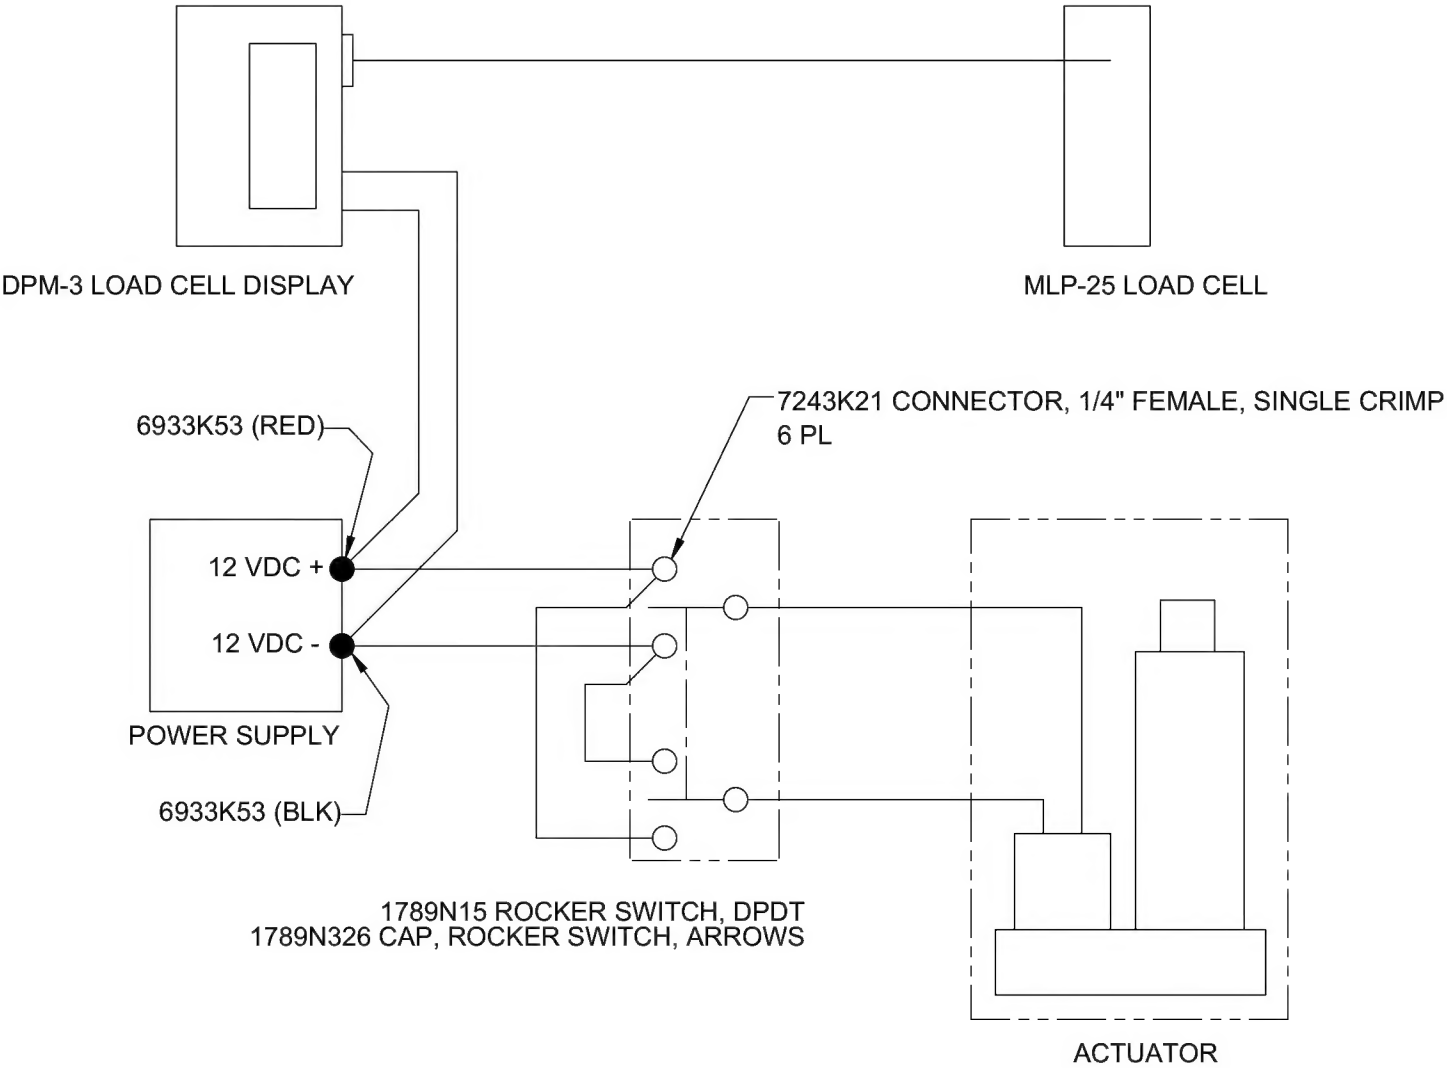 DPM-3 LOAD CELL DISPLAY
MLP-25 LOAD CELL
7243K21 CONNECTOR, 1/4" FEMALE, SINGLE CRIMP
6 PL
6933K53 (RED)
12 VDC +
12 VDC -
POWER SUPPLY
6933K53 (BLK)
1789N15 ROCKER SWITCH, DPDT
1789N326 CAP, ROCKER SWITCH, ARROWS
ACTUATOR